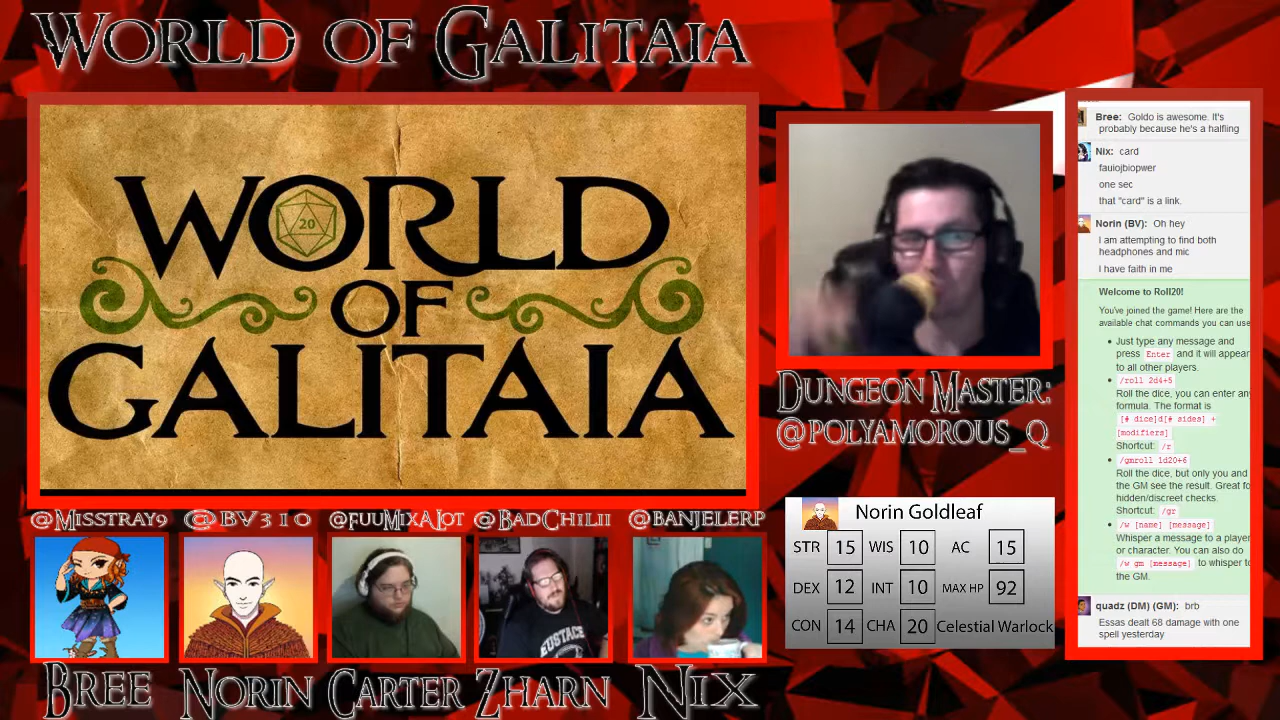 World of Galitaia
WORLD
20
OF
GALITAIA
Dungeon Master:
@polyamorous_Q
@Misstray9
@BV310
@FuuMixALot
@BadChilii
@banjelerp
Bree
Norin
Carter
Zharn
Nix
Norin Goldleaf
STR 15 WIS 10 AC 15
DEX 12 INT 10 MAX HP 92
CON 14 CHA 20 Celestial Warlock
Bree: Goldo is awesome. It's
probably because he's a halfling
Nix: card
fauiojbiopwer
one sec
that "card" is a link.
Norin (BV): Oh hey
I am attempting to find both
headphones and mic
I have faith in me
Welcome to Roll20!
You've joined the game! Here are the
available chat commands you can use
• Just type any message and
press Enter and it will appear
to all other players.
• /roll 2d4+5
Roll the dice, you can enter any
formula. The format is
[# dice]d[# sides] +
[modifiers]
Shortcut: /r
• /gmroll 1d20+6
Roll the dice, but only you and
the GM see the result. Great fo
hidden/discreet checks.
Shortcut: /gr
• /w [name] [message]
Whisper a message to a player
or character. You can also do
/w gm [message] to whisper to
the GM.
quadz (DM) (GM): brb
Essas dealt 68 damage with one
spell yesterday